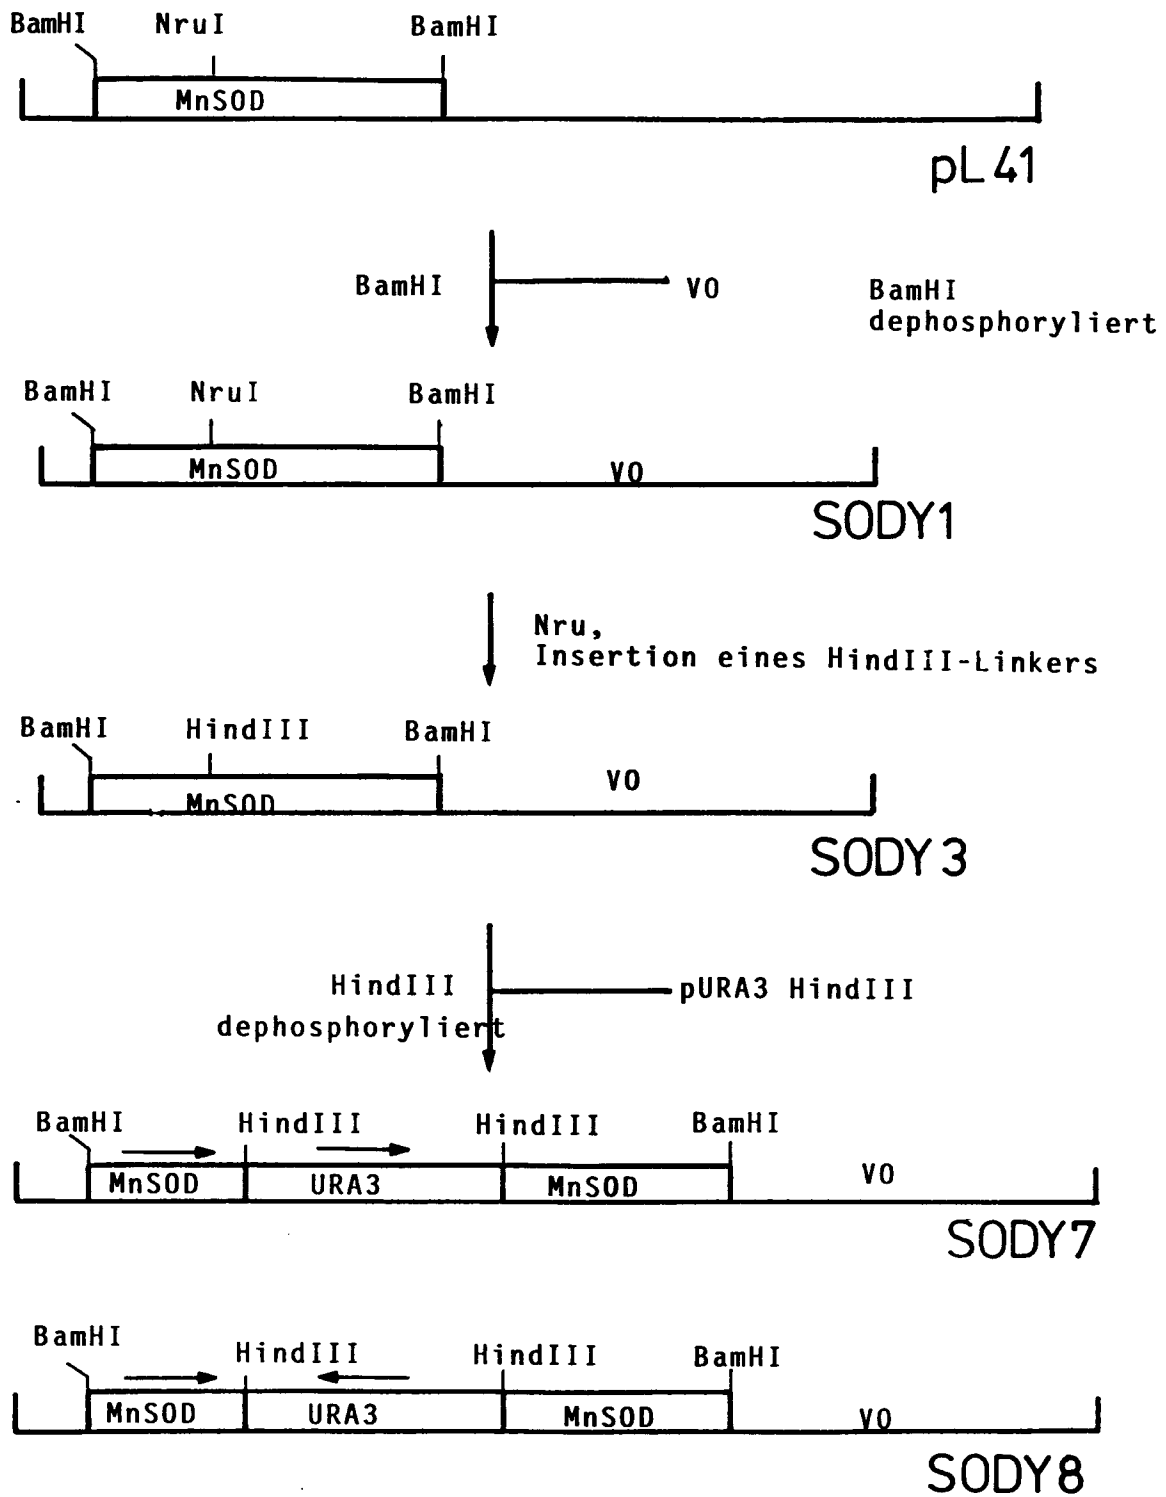 BamHI NruI BamHI
MnSOD
pL41
BamHI VO BamHI
dephosphoryliert
BamHI NruI BamHI
MnSOD VO
SODY1
Nru,
Insertion eines HindIII-Linkers
BamHI HindIII BamHI
MnSOD VO
SODY3
HindIII pURA3 HindIII
dephosphoryliert
BamHI HindIII HindIII BamHI
MnSOD URA3 MnSOD VO
SODY7
BamHI HindIII HindIII BamHI
MnSOD URA3 MnSOD VO
SODY8